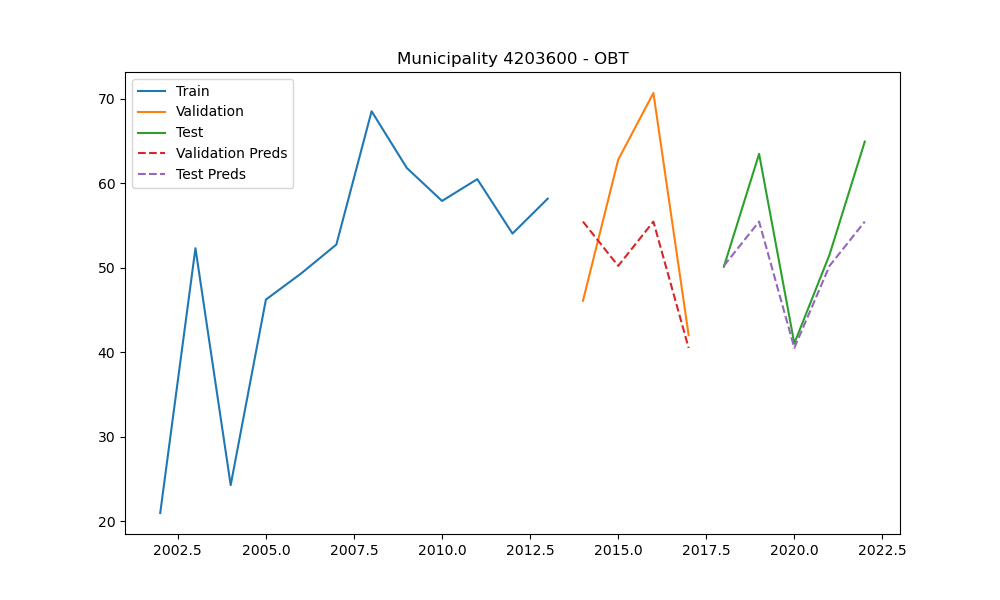 Municipality 4203600 - OBT
Train
Validation
Test
Validation Preds
Test Preds
70
60
50
40
30
20
2002.5 2005.0 2007.5 2010.0 2012.5 2015.0 2017.5 2020.0 2022.5